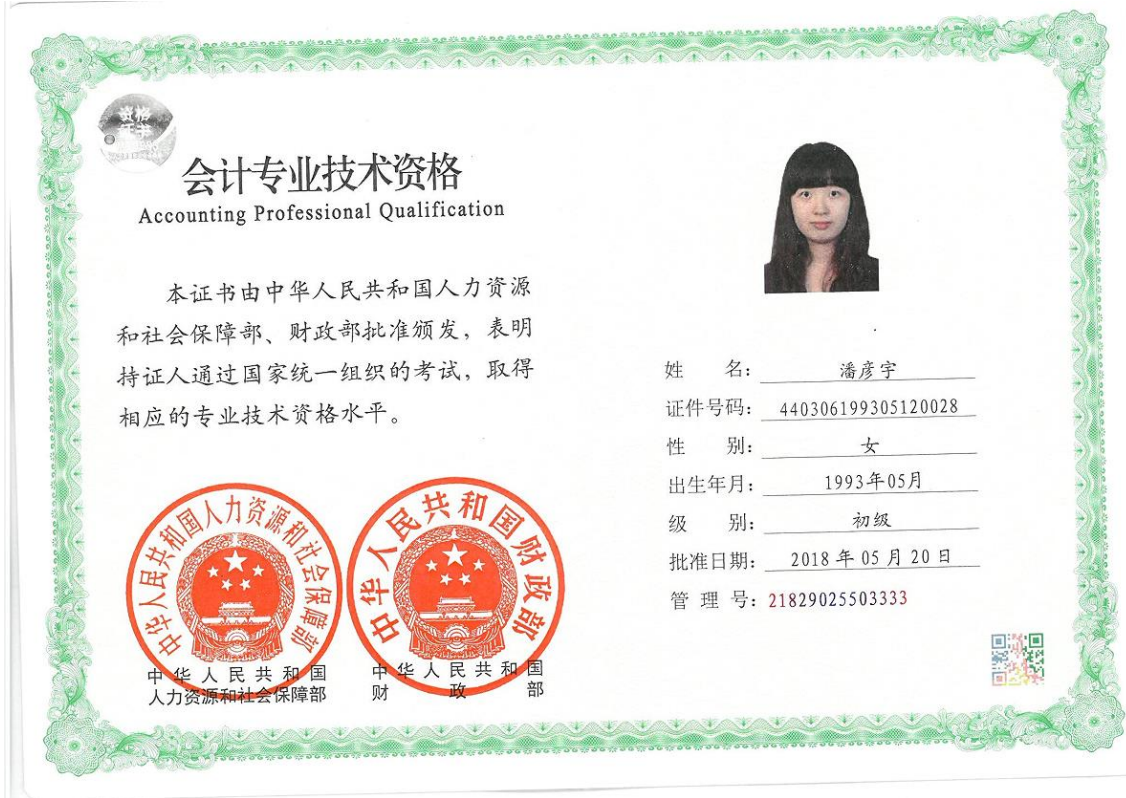 资格
证书
会计专业技术资格
Accounting Professional Qualification
本证书由中华人民共和国人力资源
和社会保障部、财政部批准颁发，表明
持证人通过国家统一组织的考试，取得
相应的专业技术资格水平。
中华人民共和国人力资源和社会保障部
中华人民共和国财政部
中华人民共和国
人力资源和社会保障部
中华人民共和国
财政部
姓 名： 潘彦宇
证件号码： 440306199305120028
性 别： 女
出生年月： 1993年05月
级 别： 初级
批准日期： 2018 年 05 月 20 日
管 理 号： 21829025503333